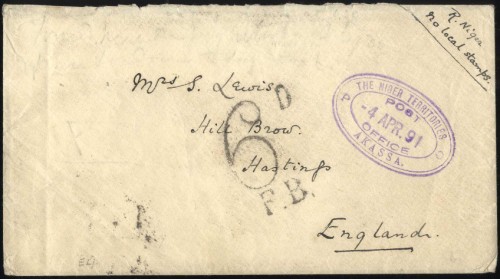 R. Niger
no local stamps.
Mrs S. Lewis
Hill Brow.
Hastings
England.
THE NIGER TERRITORIES
POST
-4 APR. 91
OFFICE
AKASSA.
P O
6 D
F.B.